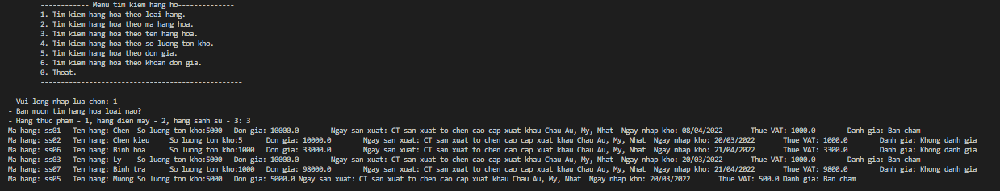 ------------ Menu tim kiem hang ho--------------
1. Tim kiem hang hoa theo loai hang.
2. Tim kiem hang hoa theo ma hang hoa.
3. Tim kiem hang hoa theo ten hang hoa.
4. Tim kiem hang hoa theo so luong ton kho.
5. Tim kiem hang hoa theo don gia.
6. Tim kiem hang hoa theo khoan don gia.
0. Thoat.
--------------------------------------------------
- Vui long nhap lua chon: 1
- Ban muon tim hang hoa loai nao?
- Hang thuc pham - 1, hang dien may - 2, hang sanh su - 3: 3
Ma hang: ss01 Ten hang: Chen So luong ton kho:5000 Don gia: 10000.0 Ngay san xuat: CT san xuat to chen cao cap xuat khau Chau Au, My, Nhat Ngay nhap kho: 08/04/2022 Thue VAT: 1000.0 Danh gia: Ban cham
Ma hang: ss02 Ten hang: Chen kieu So luong ton kho:5 Don gia: 10000.0 Ngay san xuat: CT san xuat to chen cao cap xuat khau Chau Au, My, Nhat Ngay nhap kho: 20/03/2022 Thue VAT: 1000.0 Danh gia: Khong danh gia
Ma hang: ss06 Ten hang: Binh hoa So luong ton kho:1000 Don gia: 33000.0 Ngay san xuat: CT san xuat to chen cao cap xuat khau Chau Au, My, Nhat Ngay nhap kho: 21/04/2022 Thue VAT: 3300.0 Danh gia: Khong danh gia
Ma hang: ss03 Ten hang: Ly So luong ton kho:5000 Don gia: 10000.0 Ngay san xuat: CT san xuat to chen cao cap xuat khau Chau Au, My, Nhat Ngay nhap kho: 20/03/2022 Thue VAT: 1000.0 Danh gia: Ban cham
Ma hang: ss07 Ten hang: Binh tra So luong ton kho:1000 Don gia: 98000.0 Ngay san xuat: CT san xuat to chen cao cap xuat khau Chau Au, My, Nhat Ngay nhap kho: 21/04/2022 Thue VAT: 9800.0 Danh gia: Khong danh gia
Ma hang: ss05 Ten hang: Muong So luong ton kho:5000 Don gia: 5000.0 Ngay san xuat: CT san xuat to chen cao cap xuat khau Chau Au, My, Nhat Ngay nhap kho: 20/03/2022 Thue VAT: 500.0 Danh gia: Ban cham